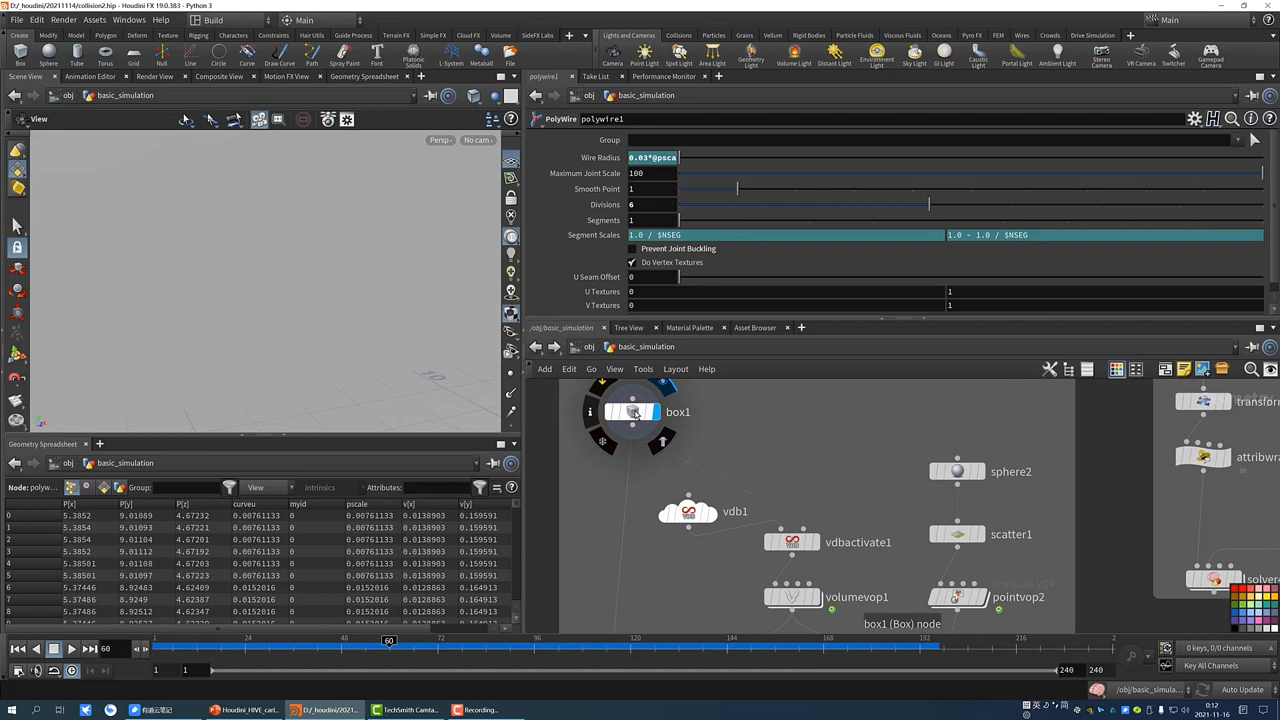 D:/_houdini/20211114/collision2.hip - Houdini FX 19.0.383 - Python 3
File Edit Render Assets Windows Help Build Main Main
Create Modify Model Polygon Deform Texture Rigging Characters Constraints Hair Utils Guide Process Terrain FX Simple FX Cloud FX Volume SideFX Labs
Lights and Cameras Collisions Particles Grains Vellum Rigid Bodies Particle Fluids Viscous Fluids Oceans Pyro FX FEM Wires Crowds Drive Simulation
Box Sphere Tube Torus Grid Null Line Circle Curve Draw Curve Path Spray Paint Font Platonic Solids L-System Metaball File
Camera Point Light Spot Light Area Light Geometry Light Volume Light Distant Light Environment Light Sky Light GI Light Caustic Light Portal Light Ambient Light Stereo Camera VR Camera Switcher Gamepad Camera
Scene View Animation Editor Render View Composite View Motion FX View Geometry Spreadsheet
polywire1 Take List Performance Monitor
obj basic_simulation
obj basic_simulation
View
PolyWire polywire1
Persp No cam
Group
Wire Radius 0.03*@psca
Maximum Joint Scale 100
Smooth Point 1
Divisions 6
Segments 1
Segment Scales 1.0 / $NSEG 1.0 - 1.0 / $NSEG
Prevent Joint Buckling
Do Vertex Textures
U Seam Offset 0
U Textures 0 1
V Textures 0 1
/obj/basic_simulation Tree View Material Palette Asset Browser
obj basic_simulation
Add Edit Go View Tools Layout Help
box1
sphere2
vdb1
vdbactivate1
scatter1
volumevop1
Attribute VOP
pointvop2
box1 (Box) node
transform
attribwra
solver
10
Geometry Spreadsheet
obj basic_simulation
Node: polyw... Group: View Intrinsics Attributes:
P[x] P[y] P[z] curveu myid pscale v[x] v[y]
0 5.3852 9.01089 4.67232 0.00761133 0 0.00761133 0.0138903 0.159591
1 5.3854 9.01093 4.67221 0.00761133 0 0.00761133 0.0138903 0.159591
2 5.3854 9.01104 4.67201 0.00761133 0 0.00761133 0.0138903 0.159591
3 5.3852 9.01112 4.67192 0.00761133 0 0.00761133 0.0138903 0.159591
4 5.38501 9.01108 4.67203 0.00761133 0 0.00761133 0.0138903 0.159591
5 5.38501 9.01097 4.67223 0.00761133 0 0.00761133 0.0138903 0.159591
6 5.37486 8.92483 4.62409 0.0152016 0 0.0152016 0.0128863 0.164913
7 5.37506 8.9249 4.62387 0.0152016 0 0.0152016 0.0128863 0.164913
8 5.37506 8.92512 4.62347 0.0152016 0 0.0152016 0.0128863 0.164913
60 1 24 48 60 72 96 120 144 168 192 216 2
1 1 240 240
0 keys, 0/0 channels
Key All Channels
/obj/basic_simula... Auto Update
有道云笔记 Houdini_HIVE_carl... D:/_houdini/2021... TechSmith Camta... Recording...
中 简
0:12
2021-11-16